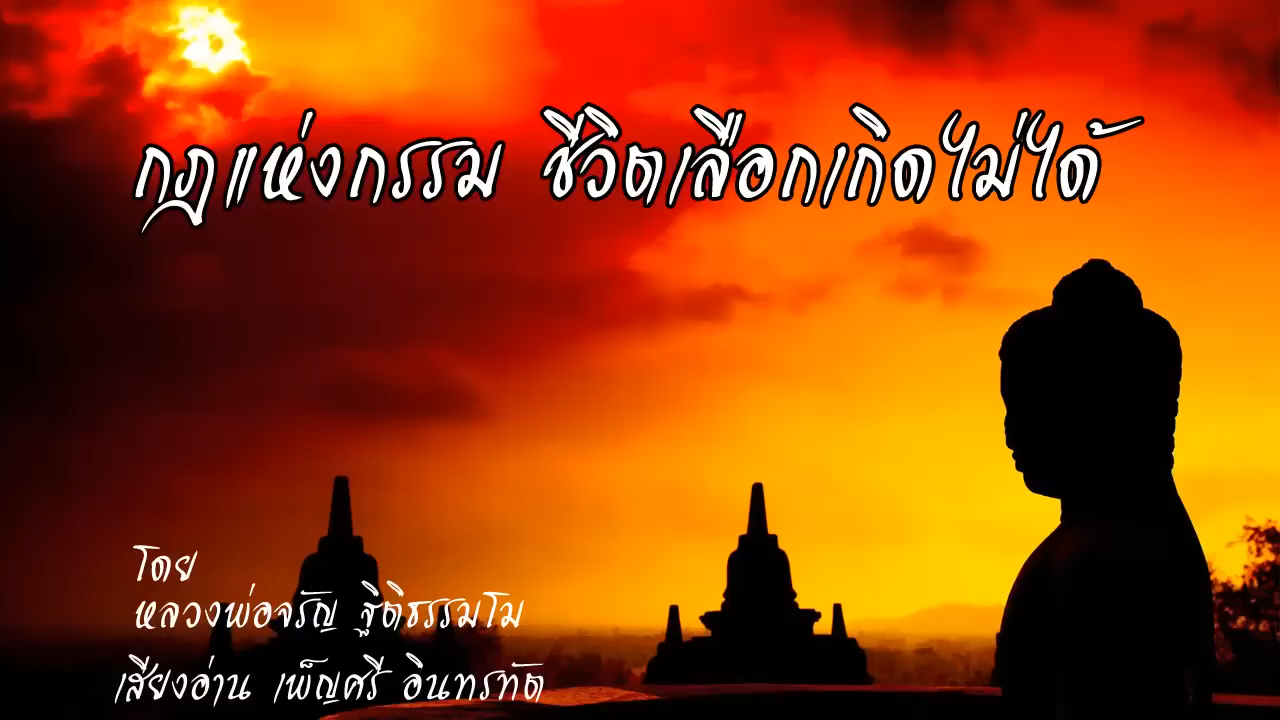 กฎแห่งกรรม ชีวิตเลือกเกิดไม่ได้
โดย
หลวงพ่อจรัญ ฐิติธรรมโม
เสียงอ่าน เพ็ญศรี อินทรทัต